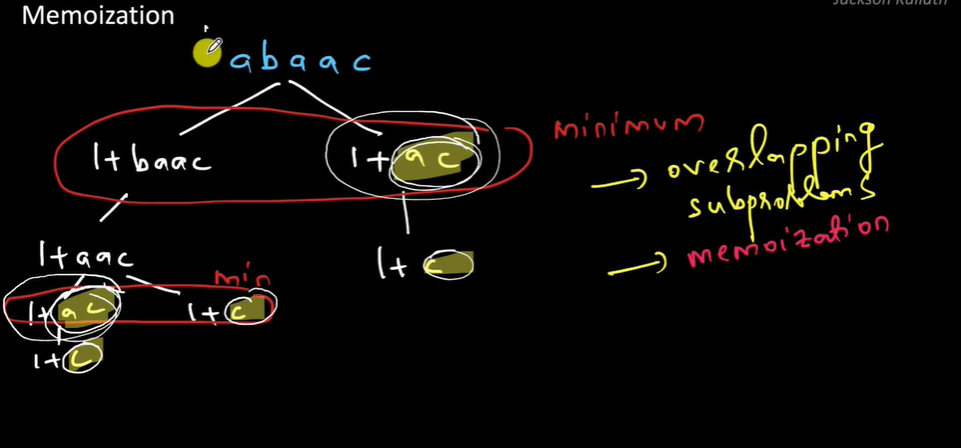 Jackson Kailath
Memoization
abaac
1+baac
1+ac
minimum
→ overlapping
subproblems
→ memoization
1+aac
1+c
min
1+ac
1+c
1+c